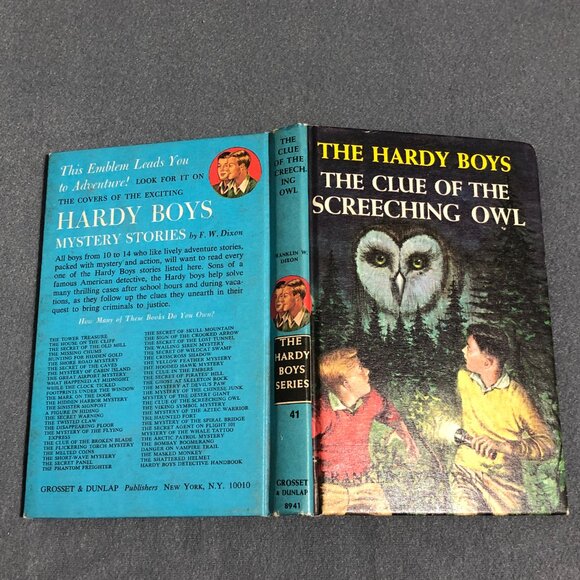 This Emblem Leads You
to Adventure! LOOK FOR IT ON
THE COVERS OF THE EXCITING
HARDY BOYS
MYSTERY STORIES by F. W. Dixon
All boys from 10 to 14 who like lively adventure stories,
packed with mystery and action, will want to read every
one of the Hardy Boys stories listed here. Sons of a
famous American detective, the Hardy boys help solve
many thrilling cases after school hours and during vaca-
tions, as they follow up the clues they unearth in their
quest to bring criminals to justice.
How Many of These Books Do You Own?
THE TOWER TREASURE
THE HOUSE ON THE CLIFF
THE SECRET OF THE OLD MILL
THE MISSING CHUMS
HUNTING FOR HIDDEN GOLD
THE SHORE ROAD MYSTERY
THE SECRET OF THE CAVES
THE MYSTERY OF CABIN ISLAND
THE GREAT AIRPORT MYSTERY
WHAT HAPPENED AT MIDNIGHT
WHILE THE CLOCK TICKED
FOOTPRINTS UNDER THE WINDOW
THE MARK ON THE DOOR
THE HIDDEN HARBOR MYSTERY
THE SINISTER SIGNPOST
A FIGURE IN HIDING
THE SECRET WARNING
THE TWISTED CLAW
THE DISAPPEARING FLOOR
THE MYSTERY OF THE FLYING
EXPRESS
THE CLUE OF THE BROKEN BLADE
THE FLICKERING TORCH MYSTERY
THE MELTED COINS
THE SHORT-WAVE MYSTERY
THE SECRET PANEL
THE PHANTOM FREIGHTER
THE SECRET OF SKULL MOUNTAIN
THE SIGN OF THE CROOKED ARROW
THE SECRET OF THE LOST TUNNEL
THE WAILING SIREN MYSTERY
THE SECRET OF WILDCAT SWAMP
THE CRISSCROSS SHADOW
THE YELLOW FEATHER MYSTERY
THE HOODED HAWK MYSTERY
THE CLUE IN THE EMBERS
THE SECRET OF PIRATES' HILL
THE GHOST AT SKELETON ROCK
MYSTERY AT DEVILS PAW
MYSTERY OF THE CHINESE JUNK
MYSTERY OF THE DESERT GIANT
THE CLUE OF THE SCREECHING OWL
THE VIKING SYMBOL MYSTERY
THE MYSTERY OF THE AZTEC WARRIOR
THE HAUNTED FORT
THE MYSTERY OF THE SPIRAL BRIDGE
THE SECRET AGENT ON FLIGHT 101
MYSTERY OF THE WHALE TATTOO
THE ARCTIC PATROL MYSTERY
THE BOMBAY BOOMERANG
DANGER ON VAMPIRE TRAIL
THE MASKED MONKEY
THE SHATTERED HELMET
HARDY BOYS DETECTIVE HANDBOOK
GROSSET & DUNLAP Publishers NEW YORK, N.Y. 10010
THE
CLUE
OF THE
SCREECH-
ING
OWL
FRANKLIN W.
DIXON
THE
HARDY
BOYS
SERIES
41
GROSSET
& DUNLAP
8941
THE HARDY BOYS
THE CLUE OF THE
SCREECHING OWL